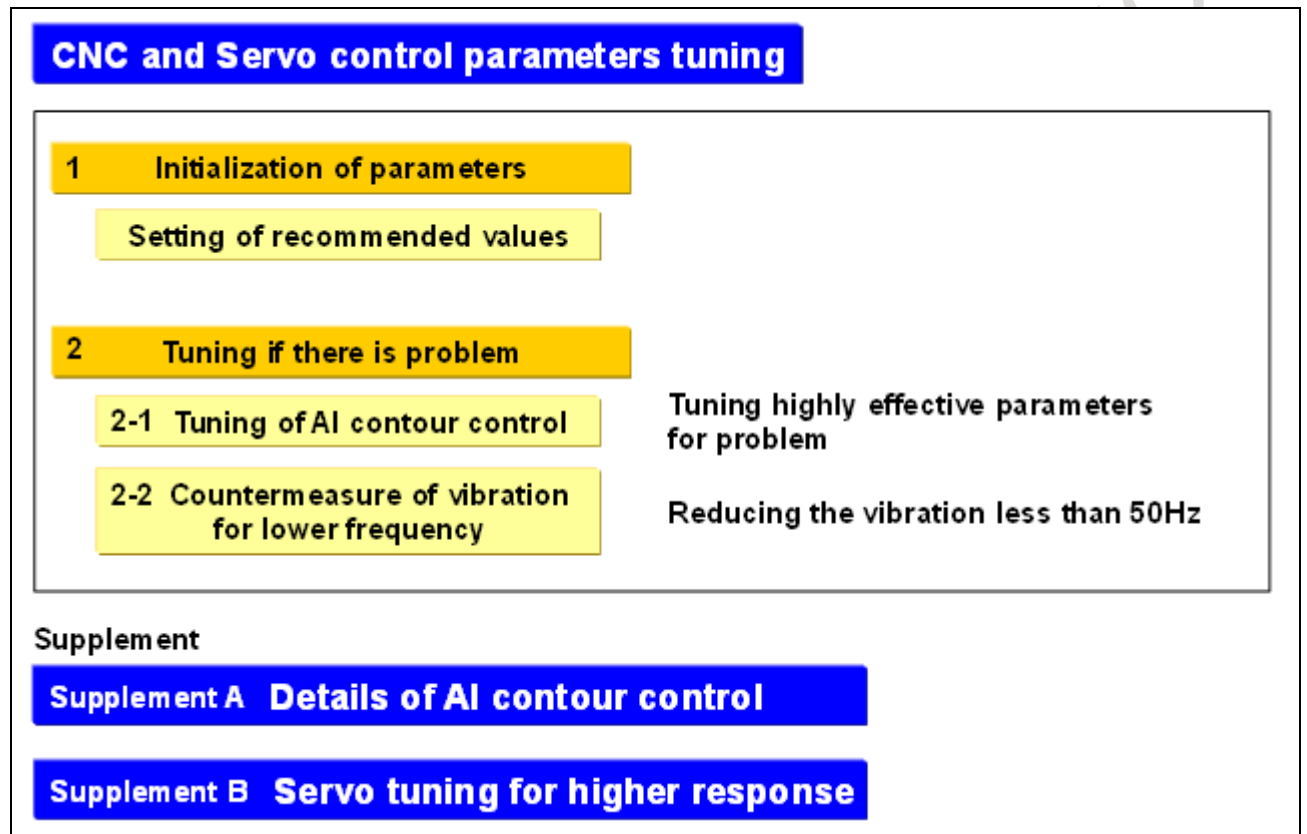 CNC and Servo control parameters tuning
1 Initialization of parameters
Setting of recommended values
2 Tuning if there is problem
2-1 Tuning of AI contour control
Tuning highly effective parameters
for problem
2-2 Countermeasure of vibration
for lower frequency
Reducing the vibration less than 50Hz
Supplement
Supplement A Details of AI contour control
Supplement B Servo tuning for higher response